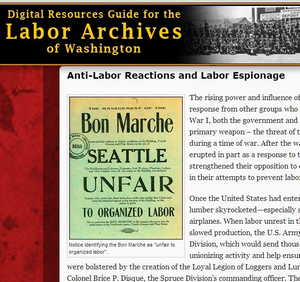 Digital Resources Guide for the
Labor Archives
of Washington
Anti-Labor Reactions and Labor Espionage
Bon Marche
SEATTLE
UNFAIR
TO ORGANIZED LABOR
Notice identifying the Bon Marche as "unfair to
organized labor".
The rising power and influence of
response from other groups who
War I, both the government and
primary weapon – the threat of
during a time of war. After the wa
erupted in part as a response to t
strengthened their opposition to
in their attempts to prevent labor
Once the United States had enter
lumber skyrocketed—especially s
airplanes. When labor unrest in th
slowed production, the U.S. Army
Division, which would send thous
unionizing activity and help ensur
were bolstered by the creation of the Loyal Legion of Loggers and Lu
Colonel Brice P. Disque, the Spruce Division's commanding officer. The